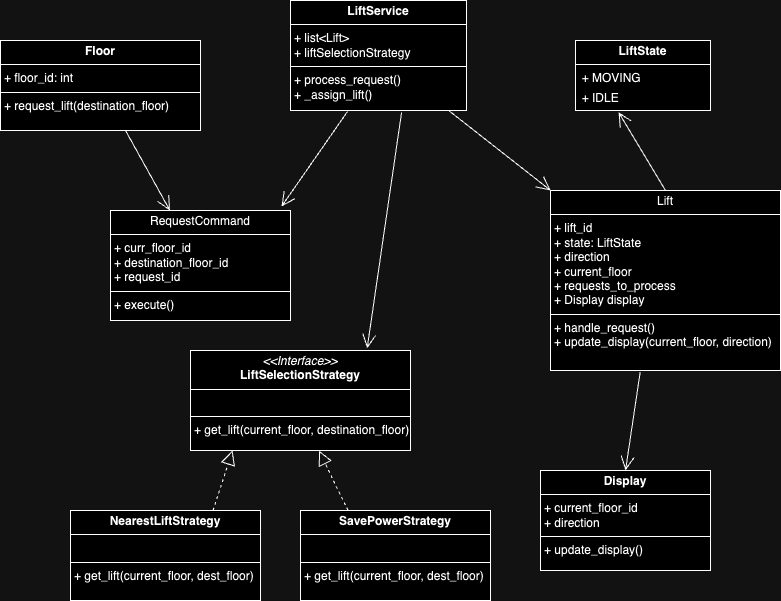 LiftService
+ list<Lift>
+ liftSelectionStrategy
+ process_request()
+ _assign_lift()
Floor
+ floor_id: int
+ request_lift(destination_floor)
LiftState
+ MOVING
+ IDLE
RequestCommand
+ curr_floor_id
+ destination_floor_id
+ request_id
+ execute()
Lift
+ lift_id
+ state: LiftState
+ direction
+ current_floor
+ requests_to_process
+ Display display
+ handle_request()
+ update_display(current_floor, direction)
<<Interface>>
LiftSelectionStrategy
+ get_lift(current_floor, destination_floor)
NearestLiftStrategy
+ get_lift(current_floor, dest_floor)
SavePowerStrategy
+ get_lift(current_floor, dest_floor)
Display
+ current_floor_id
+ direction
+ update_display()